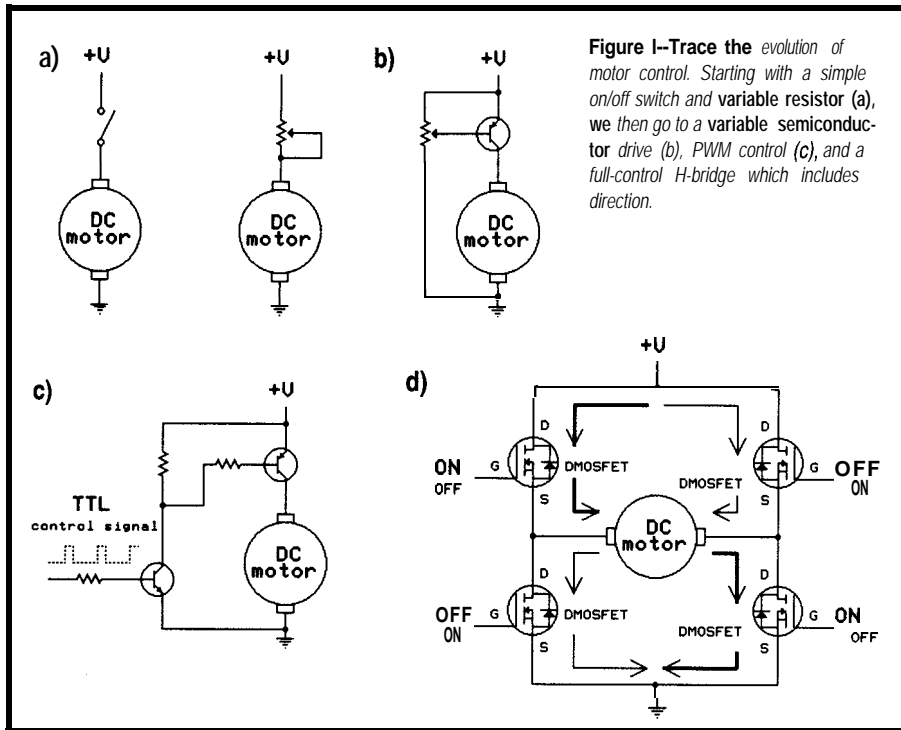 a)
+V
DC
motor
+V
DC
motor
b)
+V
DC
motor
Figure I--Trace the evolution of
motor control. Starting with a simple
on/off switch and variable resistor (a),
we then go to a variable semiconduc-
tor drive (b), PWM control (c), and a
full-control H-bridge which includes
direction.
c)
+V
TTL
control signal
DC
motor
d)
+V
D
D
ON
OFF
G
DMOSFET
DMOSFET
G
OFF
ON
S
S
DC
motor
D
D
OFF
ON
G
DMOSFET
DMOSFET
G
ON
OFF
S
S